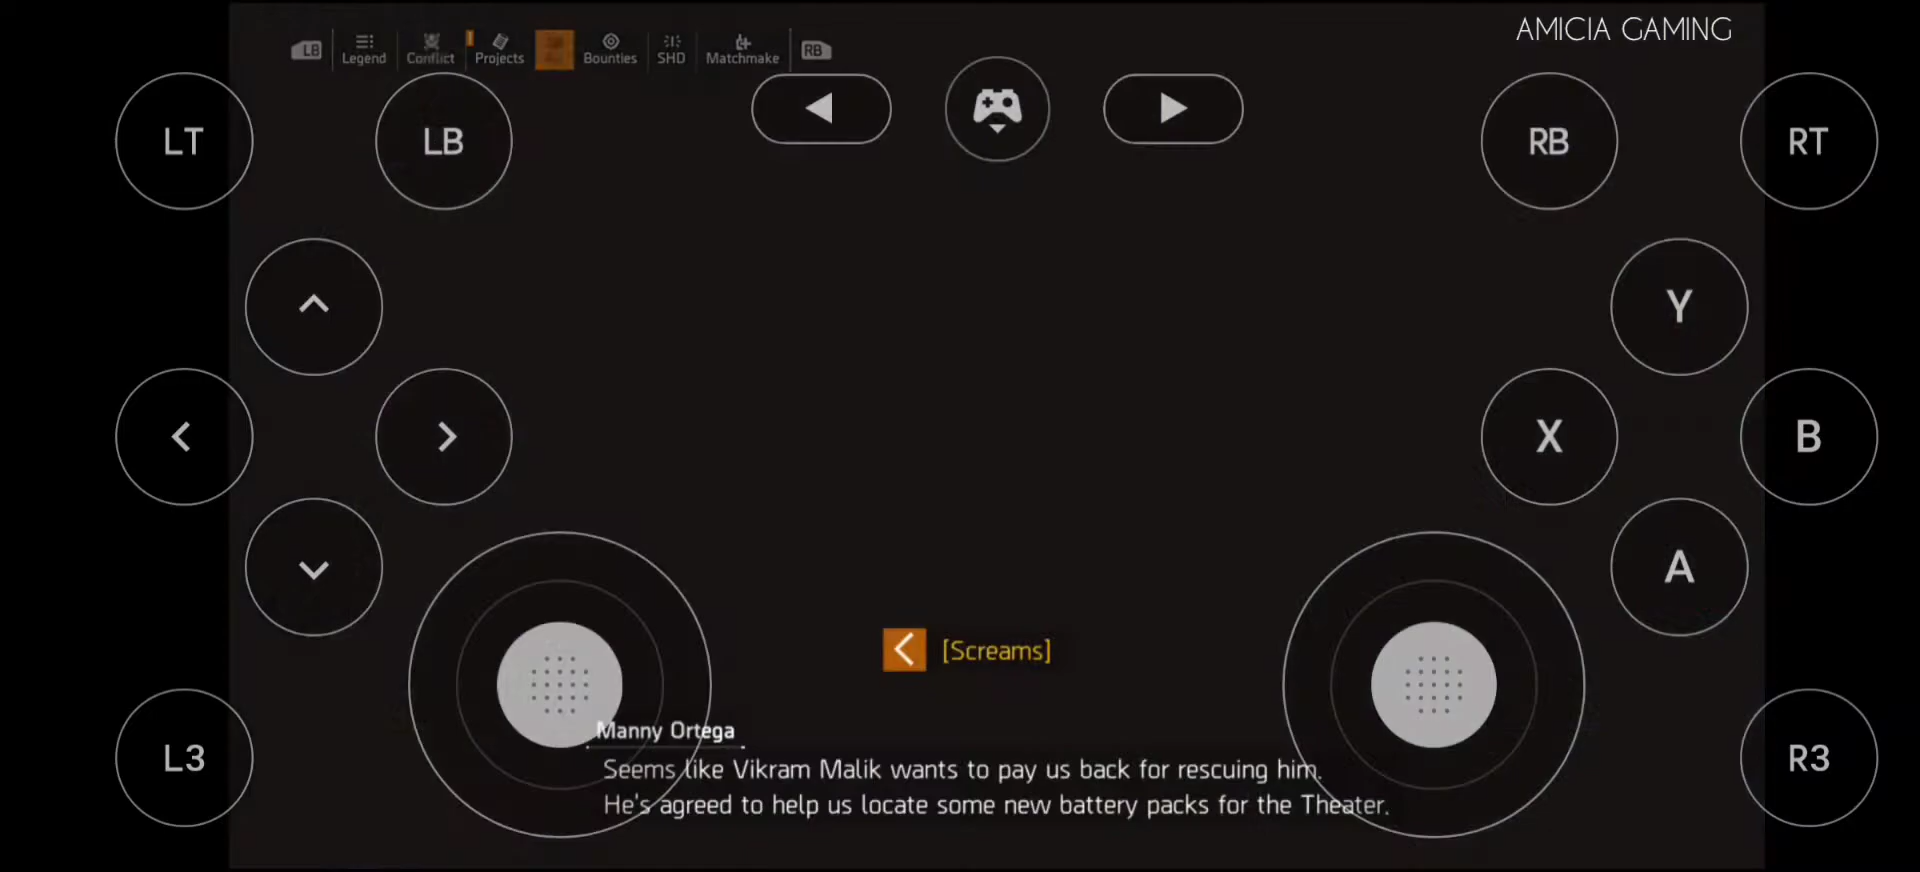 AMICIA GAMING
LB
Legend
Conflict
Projects
Bounties
SHD
Matchmake
RB
LT
LB
RB
RT
Y
X
B
A
[Screams]
L3
R3
Manny Ortega
Seems like Vikram Malik wants to pay us back for rescuing him.
He's agreed to help us locate some new battery packs for the Theater.